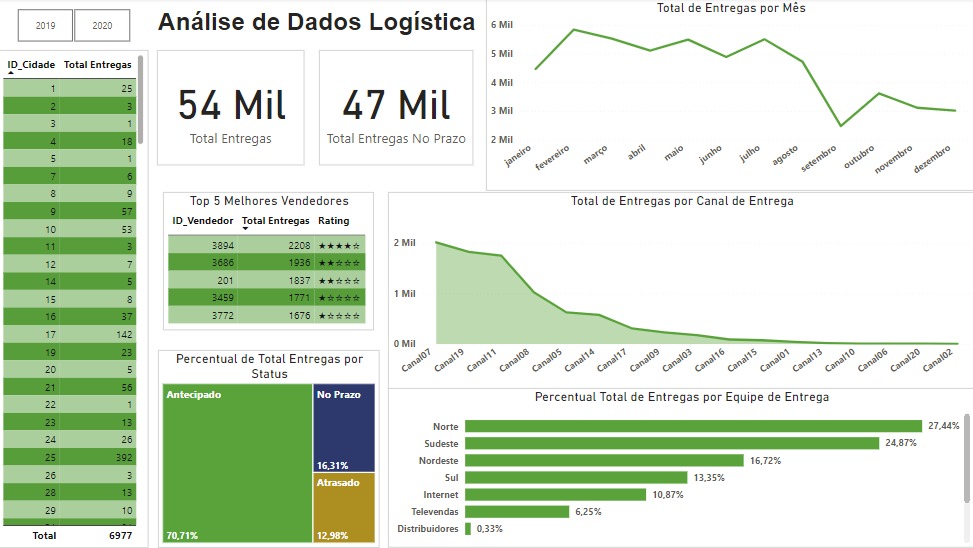 2019 2020
Análise de Dados Logística
ID_Cidade Total Entregas
1 25
2 3
3 1
4 18
5 1
7 6
8 9
9 57
10 53
11 3
12 7
14 5
15 8
16 37
17 142
19 23
20 5
21 56
22 1
23 13
24 26
25 392
26 3
28 13
29 10
Total 6977
54 Mil
Total Entregas
47 Mil
Total Entregas No Prazo
Total de Entregas por Mês
6 Mil
5 Mil
4 Mil
3 Mil
2 Mil
janeiro fevereiro março abril maio junho julho agosto setembro outubro novembro dezembro
Top 5 Melhores Vendedores
ID_Vendedor Total Entregas Rating
3894 2208 ★★★★☆
3686 1936 ★★☆☆☆
201 1837 ★★☆☆☆
3459 1771 ★☆☆☆☆
3772 1676 ★☆☆☆☆
Total de Entregas por Canal de Entrega
2 Mil
1 Mil
0 Mil
Canal07 Canal19 Canal11 Canal08 Canal05 Canal14 Canal17 Canal09 Canal03 Canal16 Canal15 Canal01 Canal13 Canal10 Canal06 Canal20 Canal02
Percentual de Total Entregas por
Status
Antecipado
70,71%
No Prazo
16,31%
Atrasado
12,98%
Percentual Total de Entregas por Equipe de Entrega
Norte 27,44%
Sudeste 24,87%
Nordeste 16,72%
Sul 13,35%
Internet 10,87%
Televendas 6,25%
Distribuidores 0,33%